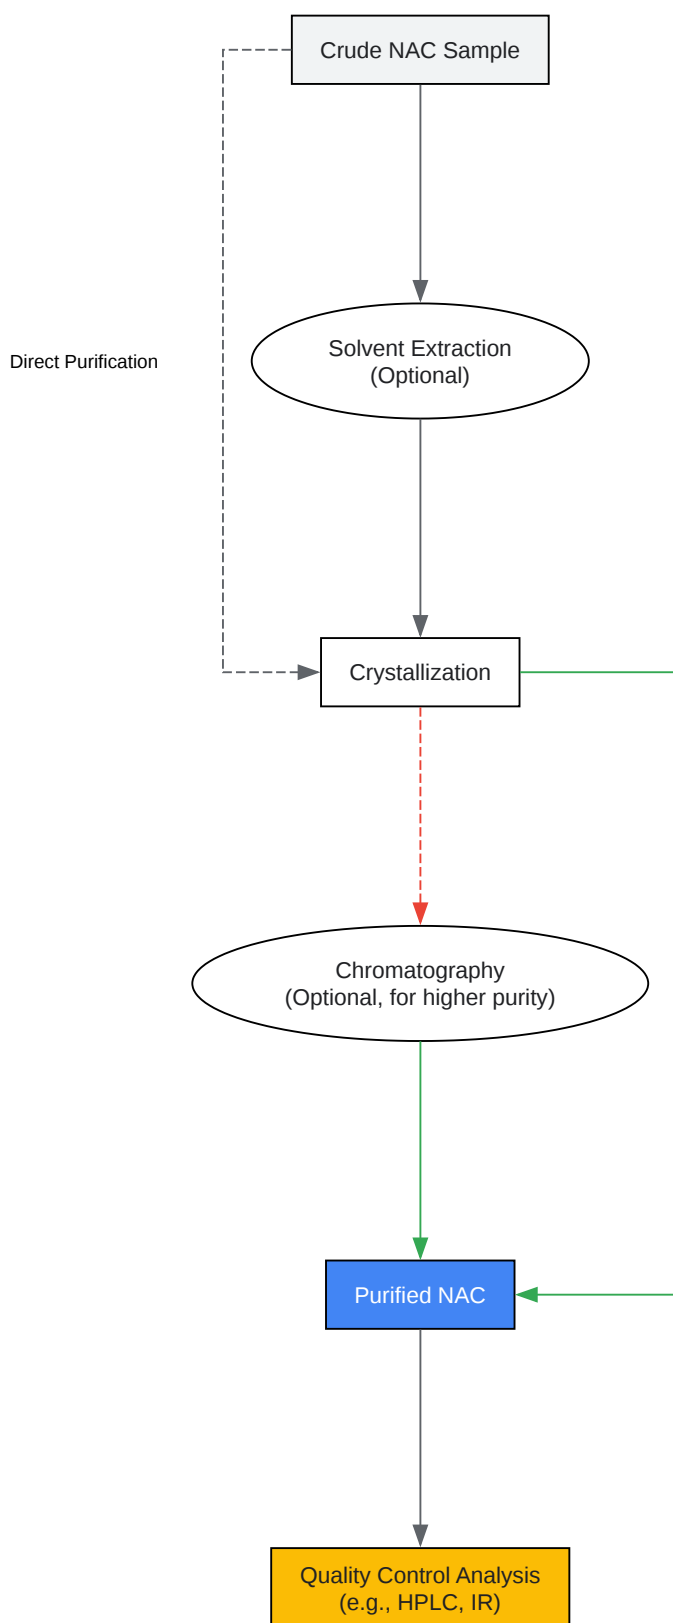 Crude NAC Sample
Direct Purification
Solvent Extraction
(Optional)
Crystallization
Chromatography
(Optional, for higher purity)
Purified NAC
Quality Control Analysis
(e.g., HPLC, IR)